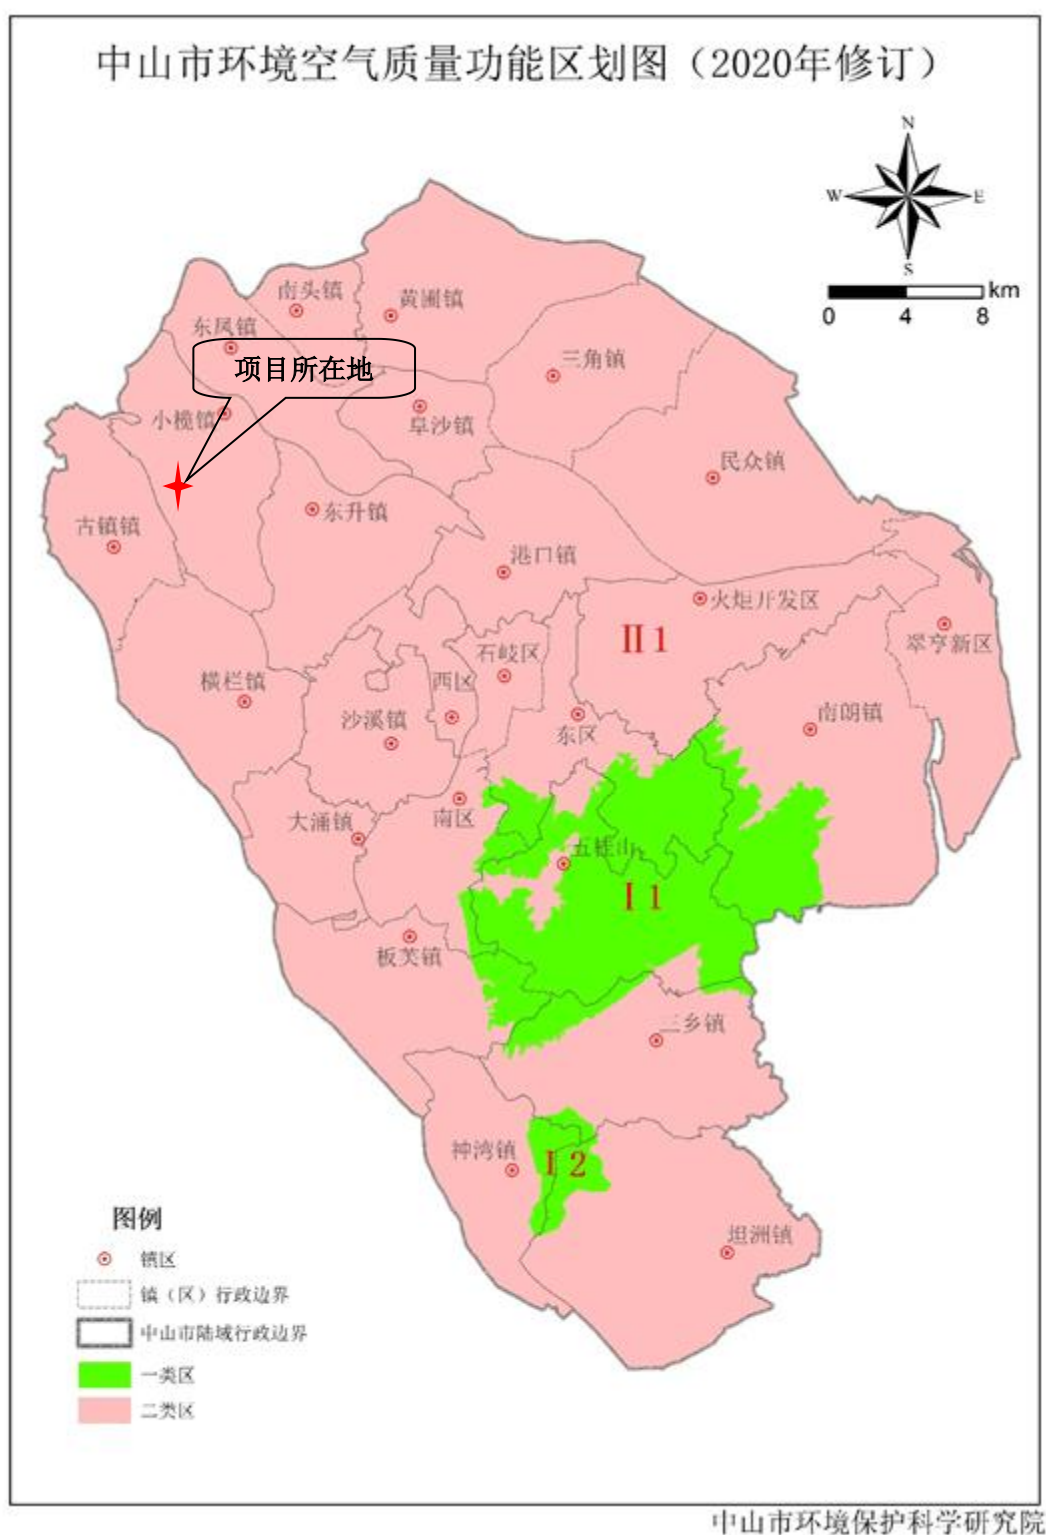 中山市环境空气质量功能区划图（2020年修订）
N
W
E
S
km
0 4 8
南头镇
黄圃镇
东凤镇
三角镇
项目所在地
小榄镇
阜沙镇
民众镇
东升镇
古镇镇
港口镇
火炬开发区
II 1
翠亨新区
石岐区
横栏镇
西区
沙溪镇
南朗镇
东区
大涌镇
南区
五桂山
I 1
板芙镇
三乡镇
神湾镇
I 2
坦洲镇
图例
镇区
镇（区）行政边界
中山市陆域行政边界
一类区
二类区
中山市环境保护科学研究院